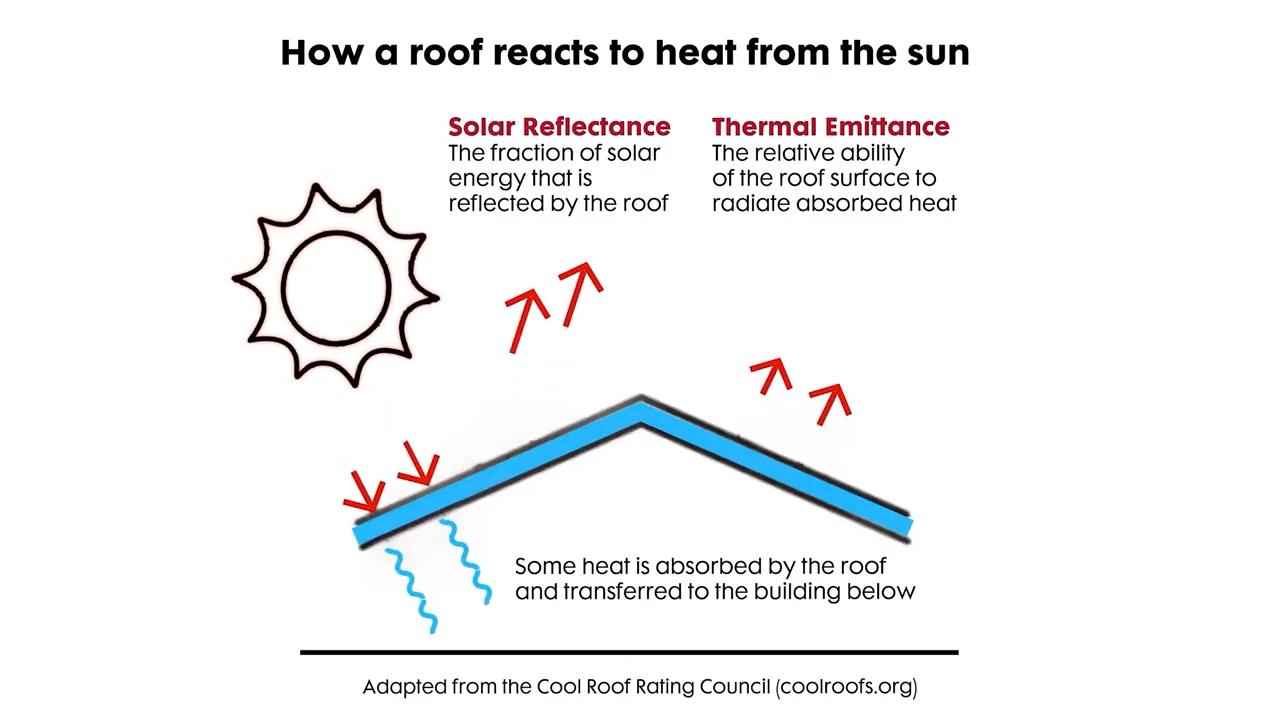 How a roof reacts to heat from the sun
Solar Reflectance
The fraction of solar
energy that is
reflected by the roof
Thermal Emittance
The relative ability
of the roof surface to
radiate absorbed heat
Some heat is absorbed by the roof
and transferred to the building below
Adapted from the Cool Roof Rating Council (coolroofs.org)